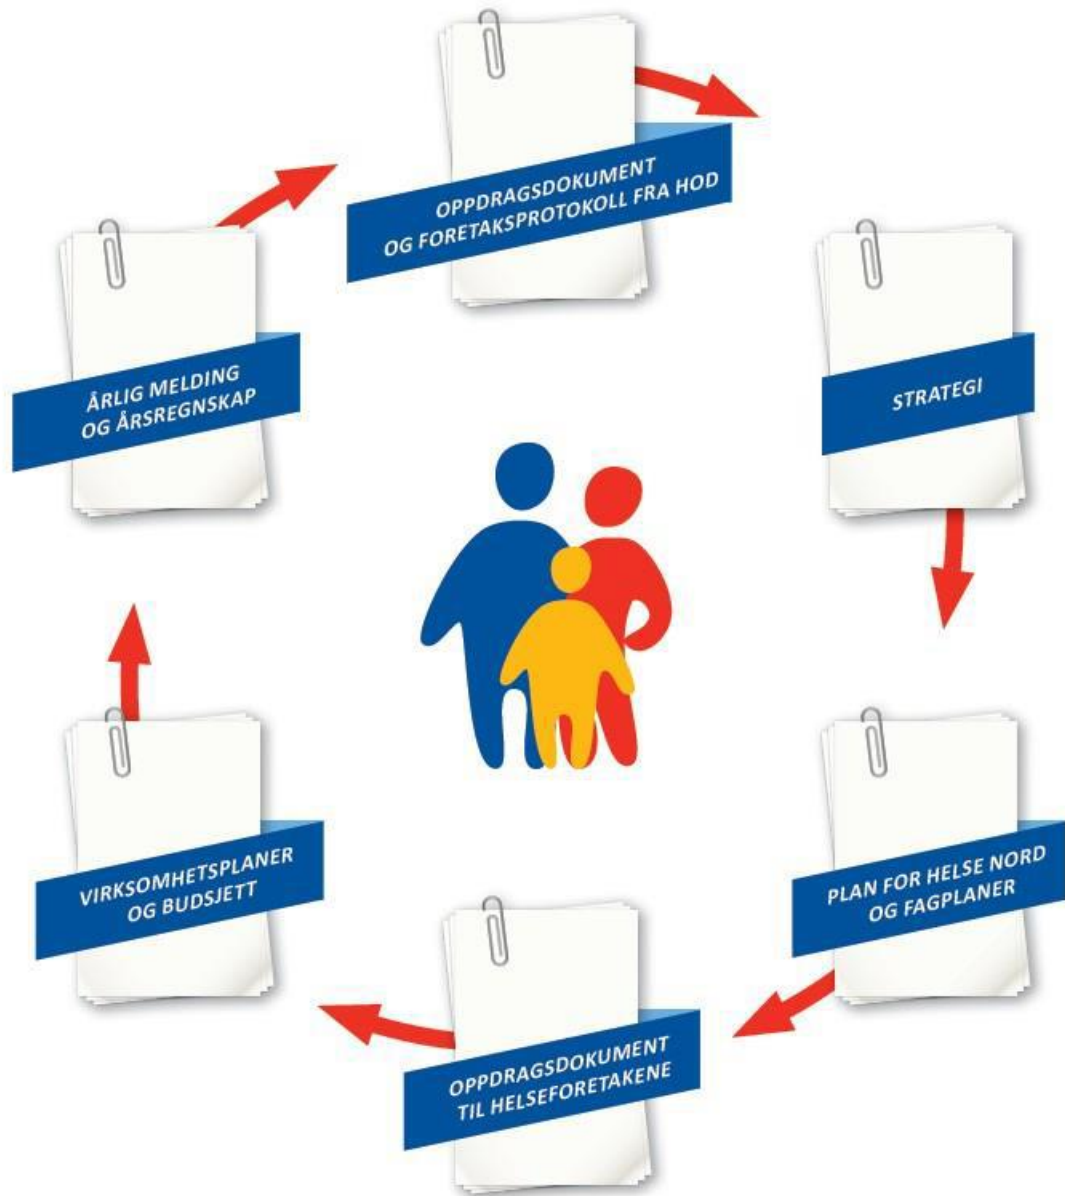 OPPDRAGSDOKUMENT
OG FORETAKSPROTOKOLL FRA HOD
STRATEGI
PLAN FOR HELSE NORD
OG FAGPLANER
OPPDRAGSDOKUMENT
TIL HELSEFORETAKENE
VIRKSOMHETSPLANER
OG BUDSJETT
ÅRLIG MELDING
OG ÅRSREGNSKAP